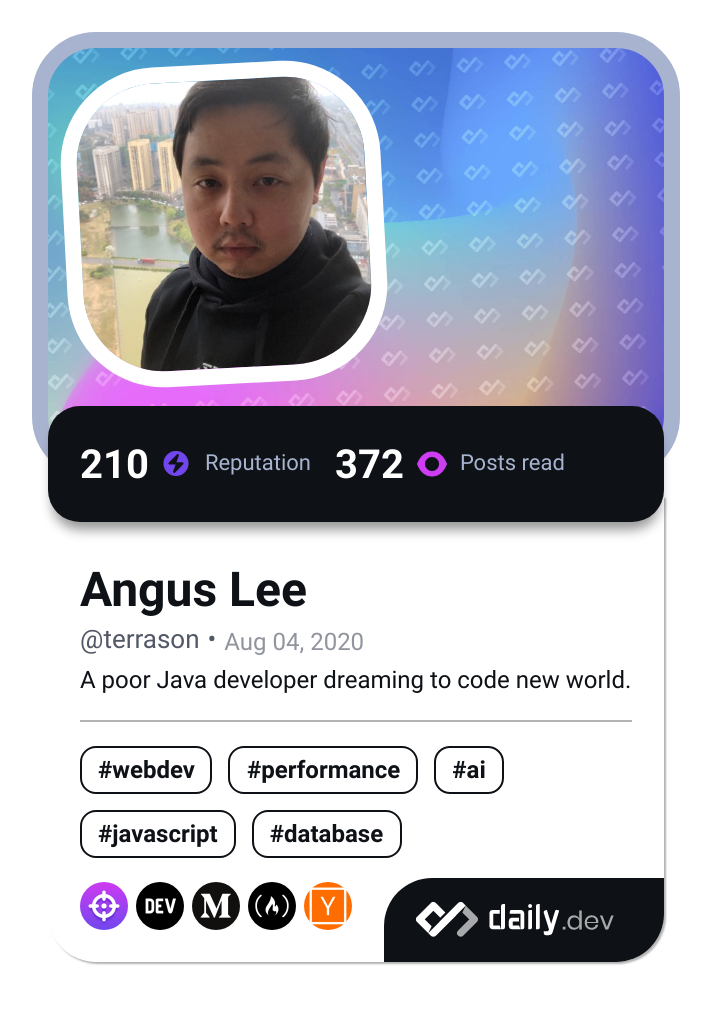 210 Reputation 372 Posts read
Angus Lee
@terrason • Aug 04, 2020
A poor Java developer dreaming to code new world.
#webdev #performance #ai
#javascript #database
DEV M Y daily.dev